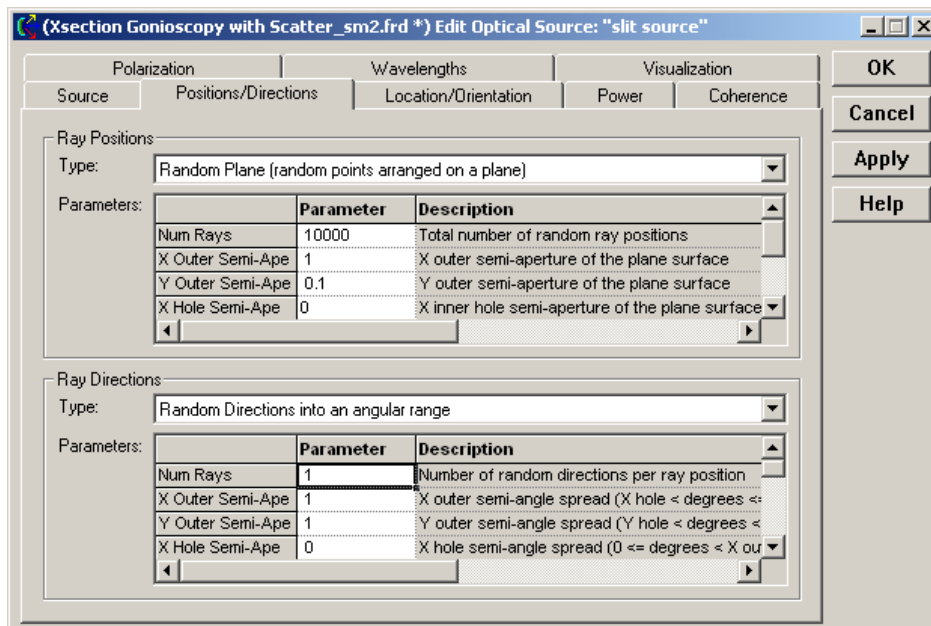 (Xsection Gonioscopy with Scatter_sm2.frd *) Edit Optical Source: "slit source"
Polarization Wavelengths Visualization
Source Positions/Directions Location/Orientation Power Coherence
OK
Cancel
Apply
Help
Ray Positions
Type: Random Plane (random points arranged on a plane)
Parameters: Parameter Description
Num Rays 10000 Total number of random ray positions
X Outer Semi-Ape 1 X outer semi-aperture of the plane surface
Y Outer Semi-Ape 0.1 Y outer semi-aperture of the plane surface
X Hole Semi-Ape 0 X inner hole semi-aperture of the plane surface
Ray Directions
Type: Random Directions into an angular range
Parameters: Parameter Description
Num Rays 1 Number of random directions per ray position
X Outer Semi-Ape 1 X outer semi-angle spread (X hole < degrees <=
Y Outer Semi-Ape 1 Y outer semi-angle spread (Y hole < degrees <
X Hole Semi-Ape 0 X hole semi-angle spread (0 <= degrees < X ou